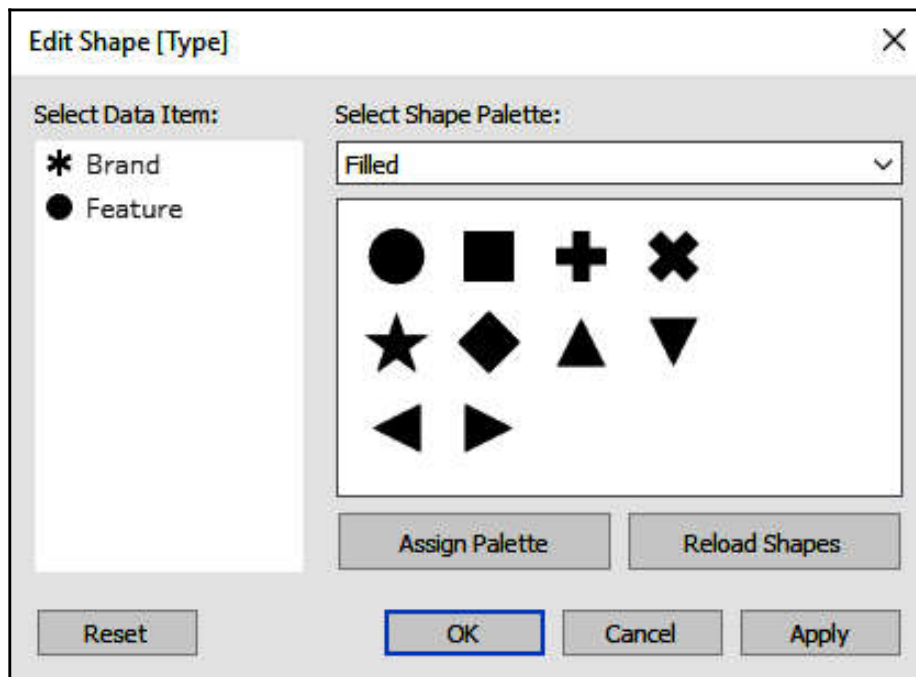 Edit Shape [Type]
Select Data Item:
Brand
Feature
Select Shape Palette:
Filled
Assign Palette
Reload Shapes
Reset
OK
Cancel
Apply